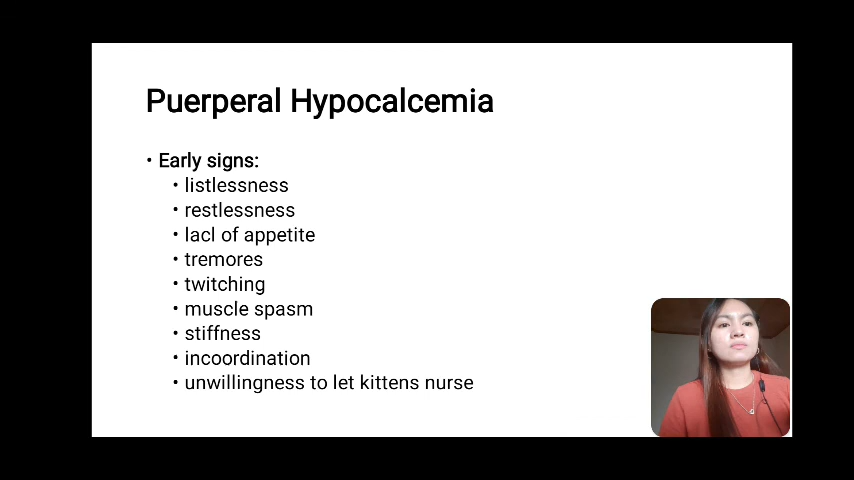 Puerperal Hypocalcemia
• Early signs:
• listlessness
• restlessness
• lacl of appetite
• tremores
• twitching
• muscle spasm
• stiffness
• incoordination
• unwillingness to let kittens nurse